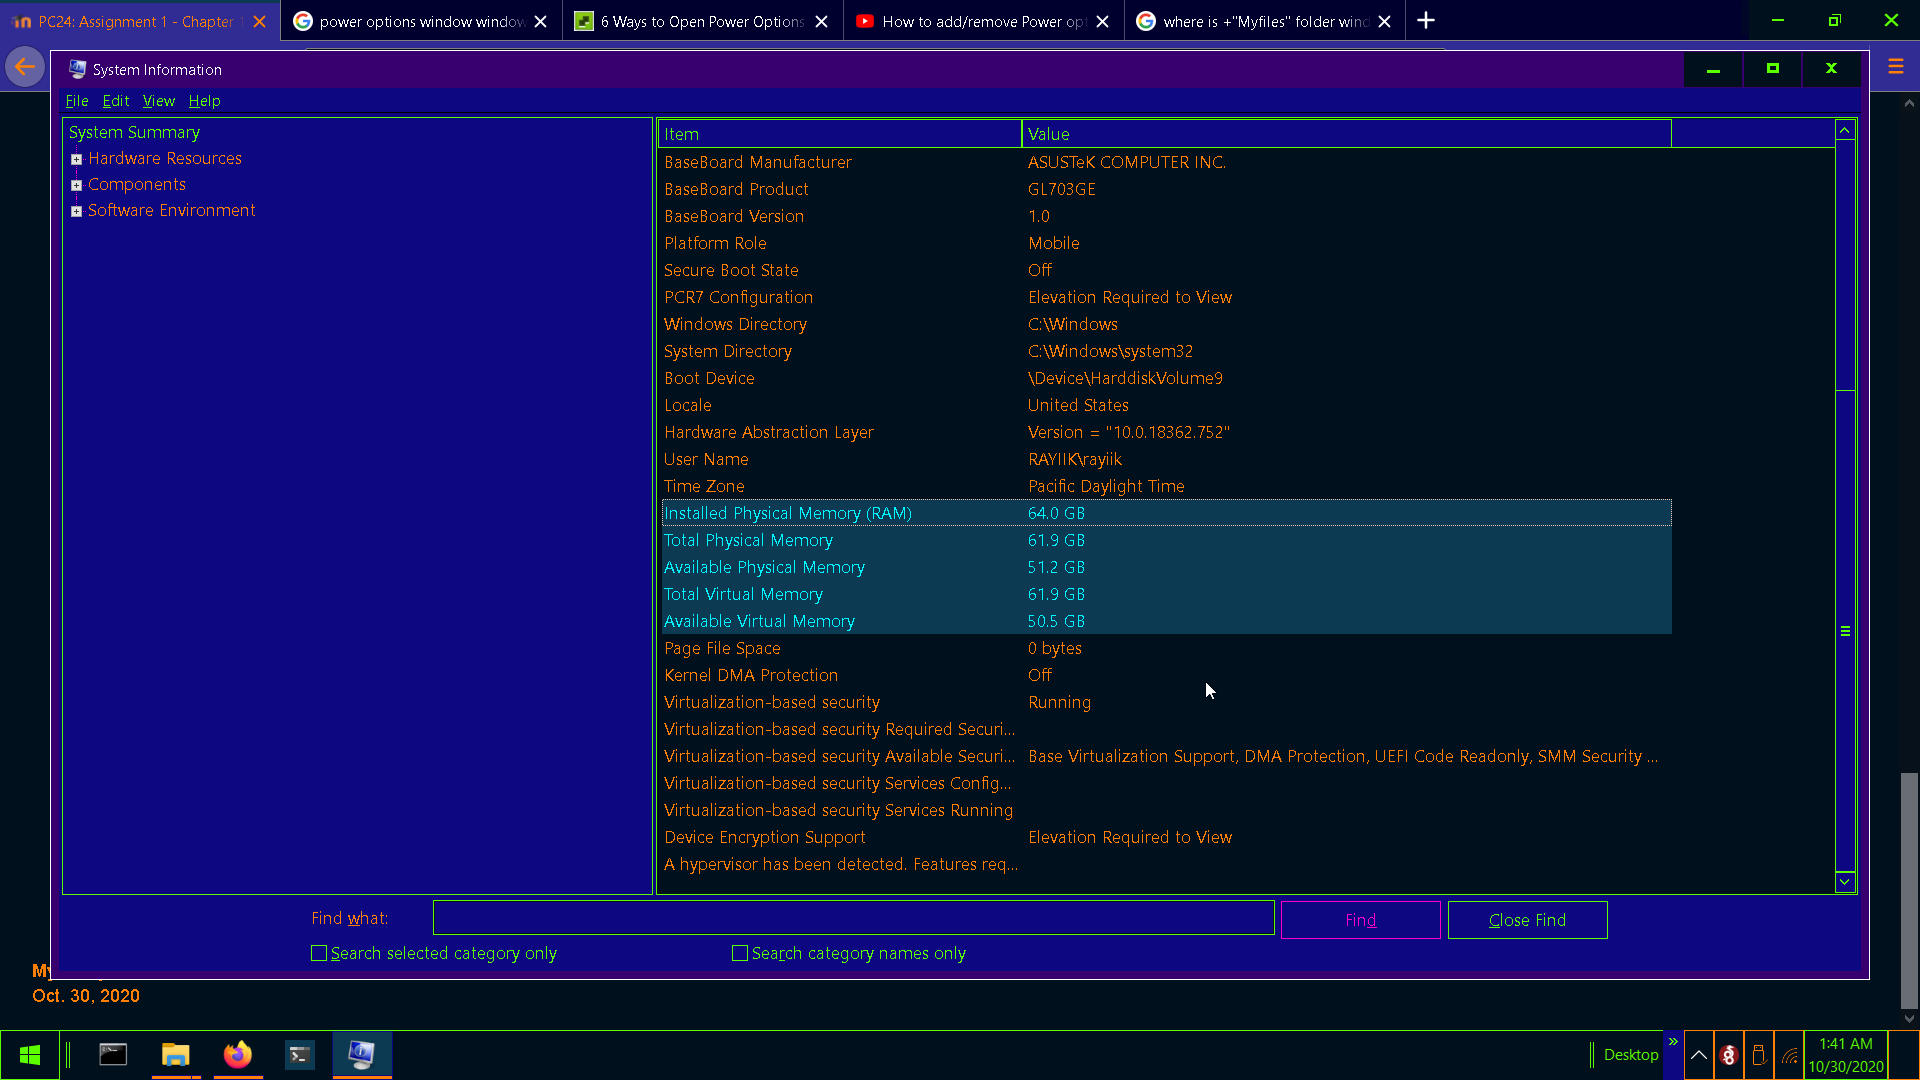 PC24: Assignment 1 - Chapter 1
power options window window
6 Ways to Open Power Options
How to add/remove Power opt
where is +"Myfiles" folder wind
System Information
File Edit View Help
System Summary
Hardware Resources
Components
Software Environment
Item Value
BaseBoard Manufacturer ASUSTeK COMPUTER INC.
BaseBoard Product GL703GE
BaseBoard Version 1.0
Platform Role Mobile
Secure Boot State Off
PCR7 Configuration Elevation Required to View
Windows Directory C:\Windows
System Directory C:\Windows\system32
Boot Device \Device\HarddiskVolume9
Locale United States
Hardware Abstraction Layer Version = "10.0.18362.752"
User Name RAYIIK\rayiik
Time Zone Pacific Daylight Time
Installed Physical Memory (RAM) 64.0 GB
Total Physical Memory 61.9 GB
Available Physical Memory 51.2 GB
Total Virtual Memory 61.9 GB
Available Virtual Memory 50.5 GB
Page File Space 0 bytes
Kernel DMA Protection Off
Virtualization-based security Running
Virtualization-based security Required Securi...
Virtualization-based security Available Securi... Base Virtualization Support, DMA Protection, UEFI Code Readonly, SMM Security ...
Virtualization-based security Services Config...
Virtualization-based security Services Running
Device Encryption Support Elevation Required to View
A hypervisor has been detected. Features req...
Find what: Find Close Find
Search selected category only Search category names only
Oct. 30, 2020
Desktop
1:41 AM
10/30/2020